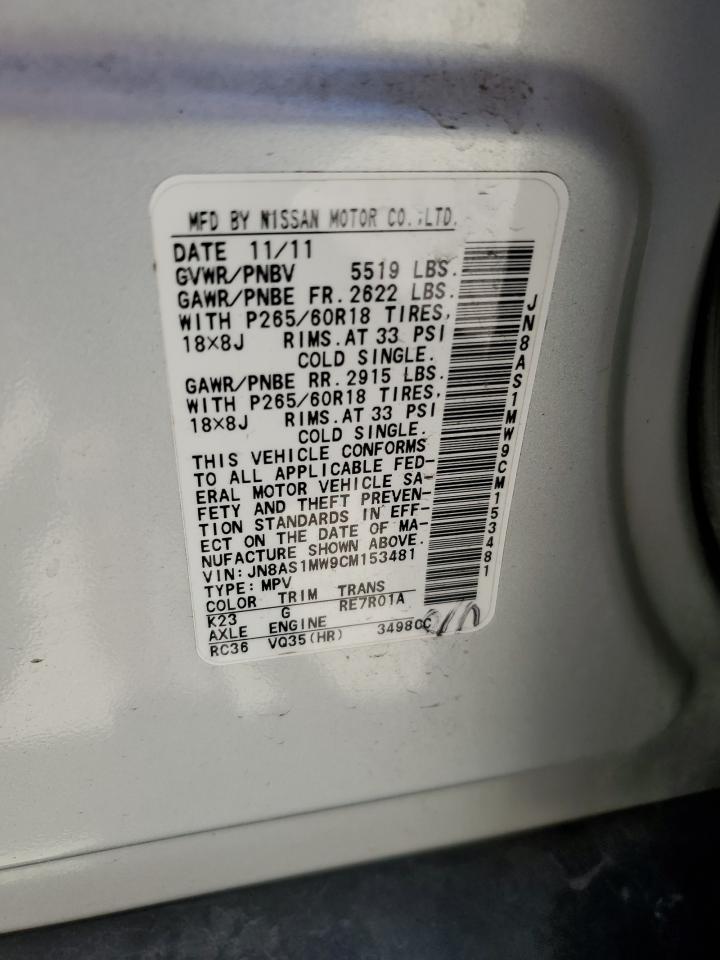 MFD BY NISSAN MOTOR CO.,LTD.
DATE 11/11
GVWR/PNBV 5519 LBS.
GAWR/PNBE FR. 2622 LBS.
WITH P265/60R18 TIRES,
18×8J RIMS. AT 33 PSI
COLD SINGLE.
GAWR/PNBE RR. 2915 LBS.
WITH P265/60R18 TIRES,
18×8J RIMS. AT 33 PSI
COLD SINGLE.
THIS VEHICLE CONFORMS
TO ALL APPLICABLE FED-
ERAL MOTOR VEHICLE SA-
FETY AND THEFT PREVEN-
TION STANDARDS IN EFF-
ECT ON THE DATE OF MA-
NUFACTURE SHOWN ABOVE.
VIN: JN8AS1MW9CM153481
TYPE: MPV
COLOR TRIM TRANS
K23 G RE7R01A
AXLE ENGINE
RC36 VQ35(HR) 3498CC
JN8AS1MW9CM153481